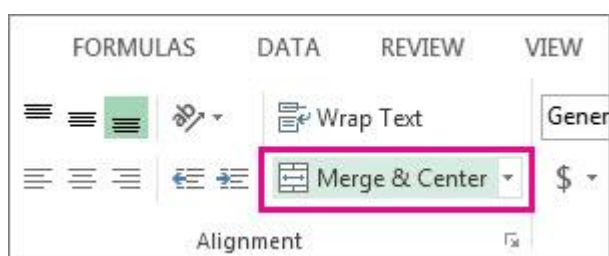 FORMULAS DATA REVIEW VIEW
Wrap Text Gener
Merge & Center $
Alignment